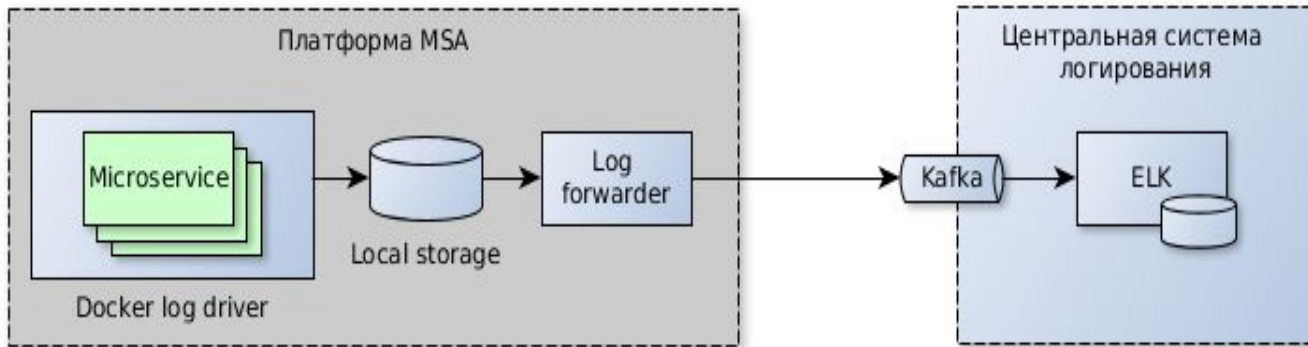 Платформа MSA
Центральная система
логирования
Microservice
Log
forwarder
Kafka
ELK
Local storage
Docker log driver